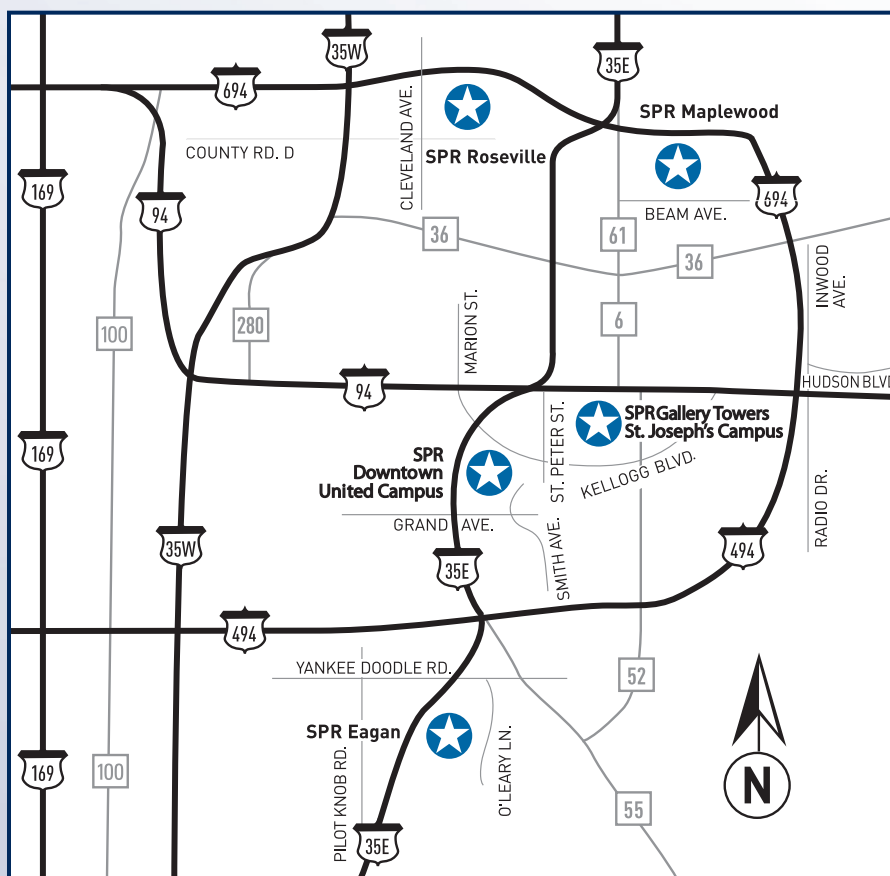 35W
35E
694
CLEVELAND AVE.
SPR Maplewood
COUNTY RD. D
SPR Roseville
169
94
694
BEAM AVE.
36
61
36
INWOOD
AVE.
100
280
MARION ST.
6
94
HUDSON BLVD
SPR Gallery Towers
St. Joseph's Campus
ST. PETER ST.
169
SPR
Downtown
United Campus
KELLOGG BLVD.
GRAND AVE.
SMITH AVE.
RADIO DR.
35W
35E
494
494
YANKEE DOODLE RD.
52
SPR Eagan
PILOT KNOB RD.
O'LEARY LN.
169
100
55
35E
N